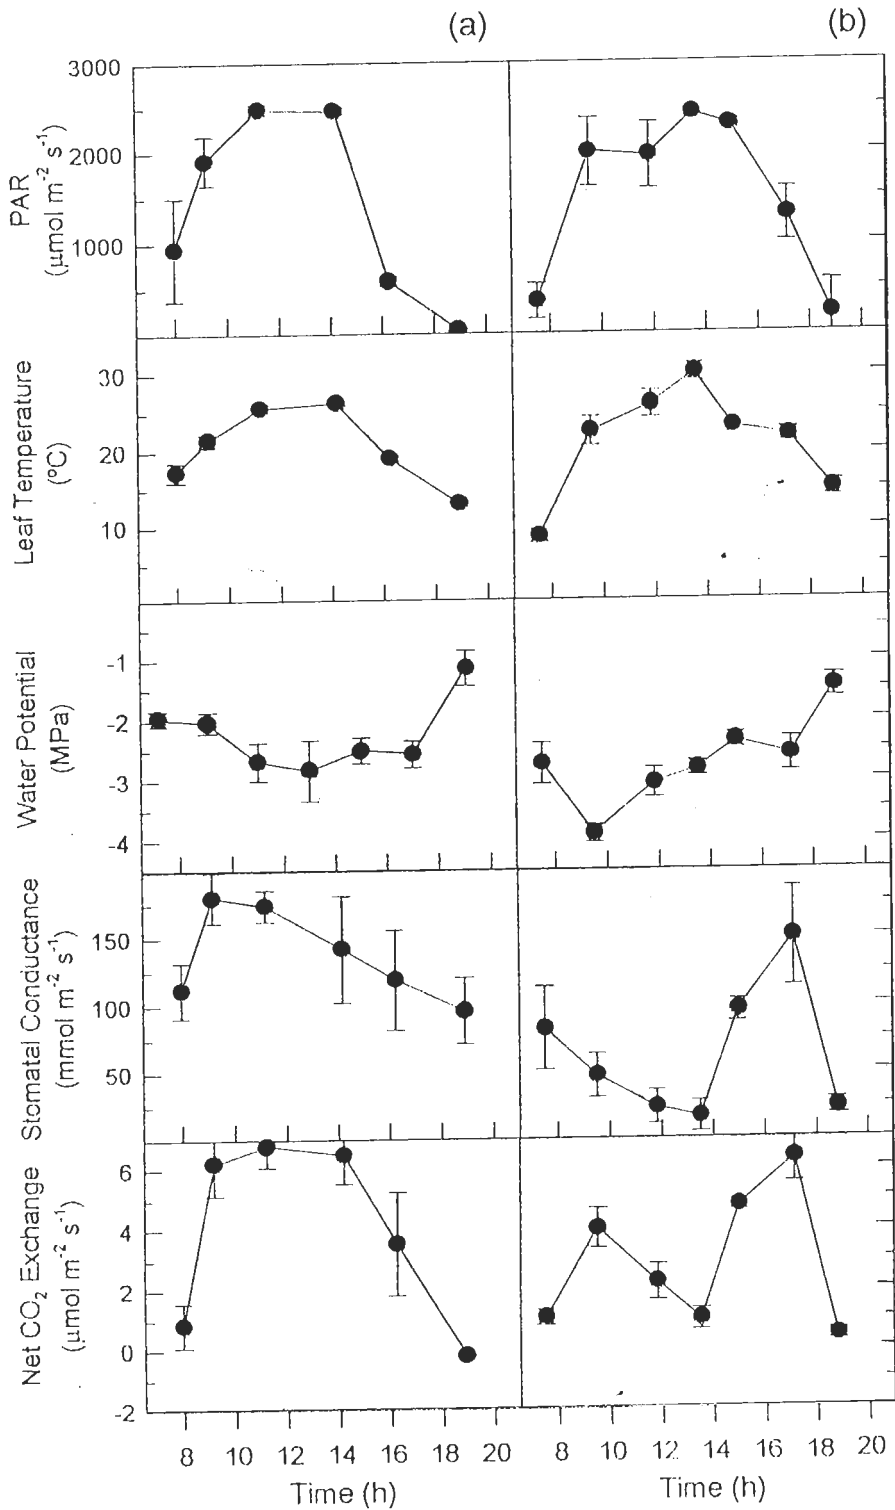 (a) (b)
3000
2000
1000
PAR
(μmol m⁻² s⁻¹)
30
20
10
Leaf Temperature
(ºC)
-1
-2
-3
-4
Water Potential
(MPa)
150
100
50
Stomatal Conductance
(mmol m⁻² s⁻¹)
6
4
2
0
-2
Net CO₂ Exchange
(μmol m⁻² s⁻¹)
8 10 12 14 16 18 20 8 10 12 14 16 18 20
Time (h) Time (h)